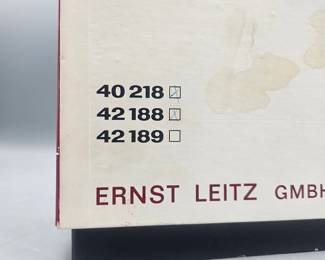 40 218 ☒
42 188 ☒
42 189 ☐
ERNST LEITZ GMBH